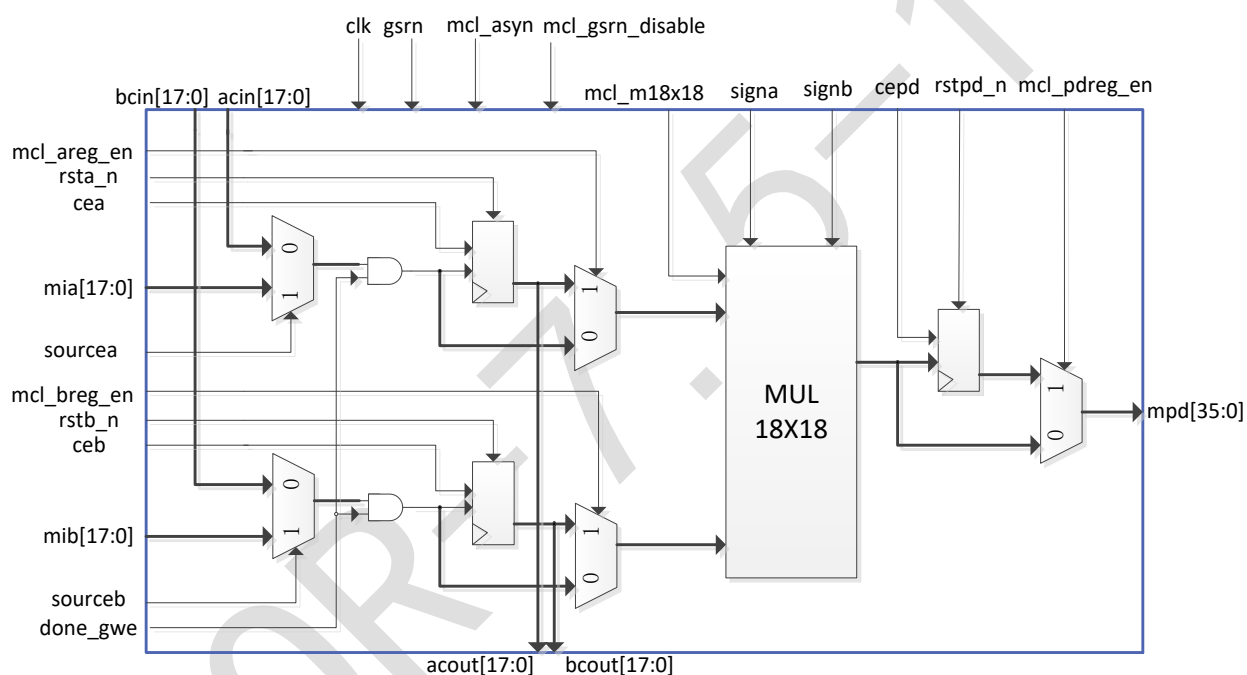 clk gsrn mcl_asyn mcl_gsrn_disable
bcin[17:0] acin[17:0] mcl_m18x18 signa signb cepd rstpd_n mcl_pdreg_en
mcl_areg_en
rsta_n
cea
0
mia[17:0]
1
1
0
sourcea
mcl_breg_en
rstb_n
ceb
MUL
18X18
1
0
mpd[35:0]
0
mib[17:0]
1
1
0
sourceb
done_gwe
acout[17:0] bcout[17:0]